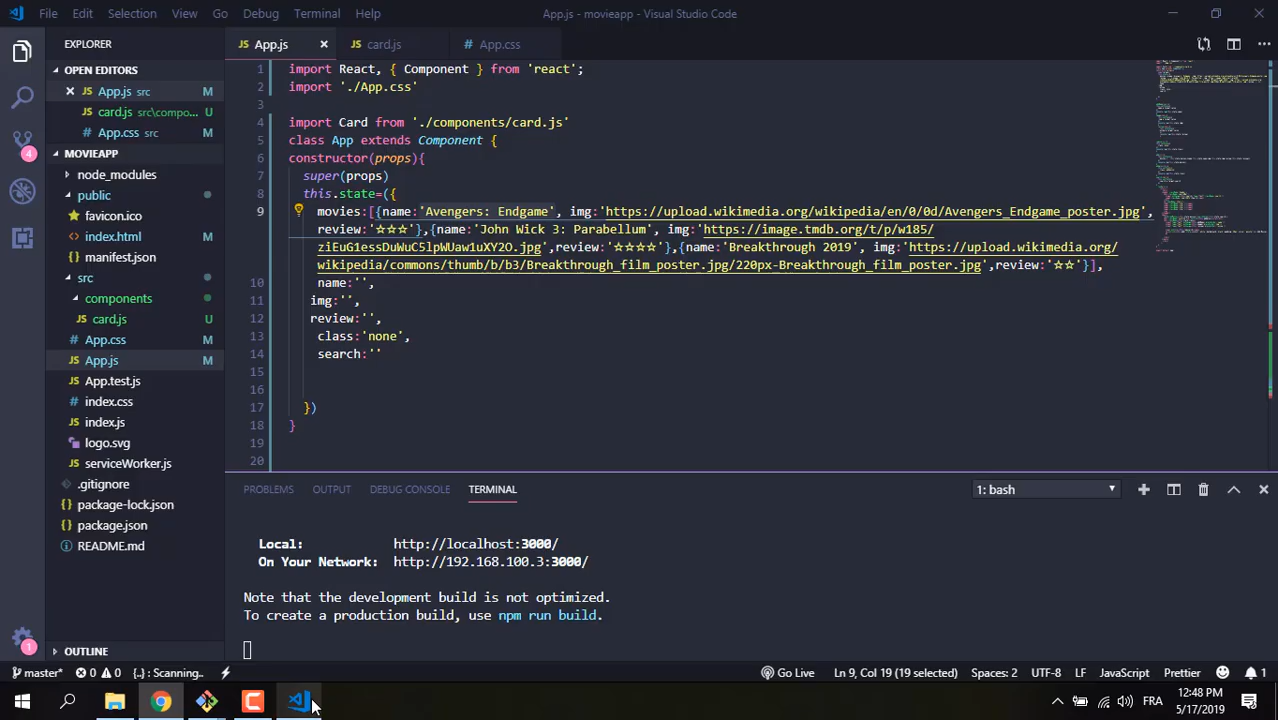 File Edit Selection View Go Debug Terminal Help
App.js - movieapp - Visual Studio Code
EXPLORER
OPEN EDITORS
App.js src M
card.js src\compo... U
App.css src M
MOVIEAPP
node_modules
public
favicon.ico
index.html
manifest.json
src
components
card.js U
App.css M
App.js M
App.test.js
index.css
index.js
logo.svg
serviceWorker.js
.gitignore
package-lock.json
package.json
README.md
OUTLINE
4
1
App.js card.js App.css
1 import React, { Component } from 'react';
2 import './App.css'
3
4 import Card from './components/card.js'
5 class App extends Component {
6 constructor(props){
7 super(props)
8 this.state=({
9 movies:[{name:'Avengers: Endgame', img:'https://upload.wikimedia.org/wikipedia/en/0/0d/Avengers_Endgame_poster.jpg',
review:'☆☆☆'},{name:'John Wick 3: Parabellum', img:'https://image.tmdb.org/t/p/w185/
ziEuG1essDuWuC5lpWUaw1uXY2O.jpg',review:'☆☆☆☆'},{name:'Breakthrough 2019', img:'https://upload.wikimedia.org/
wikipedia/commons/thumb/b/b3/Breakthrough_film_poster.jpg/220px-Breakthrough_film_poster.jpg',review:'☆☆'}],
10 name:'',
11 img:'',
12 review:'',
13 class:'none',
14 search:''
15
16
17 })
18 }
19
20
PROBLEMS OUTPUT DEBUG CONSOLE TERMINAL
1: bash
Local: http://localhost:3000/
On Your Network: http://192.168.100.3:3000/
Note that the development build is not optimized.
To create a production build, use npm run build.
master* 0 0 {..} : Scanning.. Go Live Ln 9, Col 19 (19 selected) Spaces: 2 UTF-8 LF JavaScript Prettier 1
FRA
12:48 PM
5/17/2019